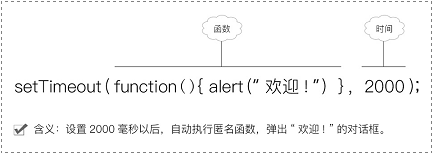 函数 时间
setTimeout ( function ( ){ alert(“ 欢迎 ! ”) } , 2000 );
含义：设置 2000 毫秒以后，自动执行匿名函数，弹出 “ 欢迎 ! ” 的对话框。